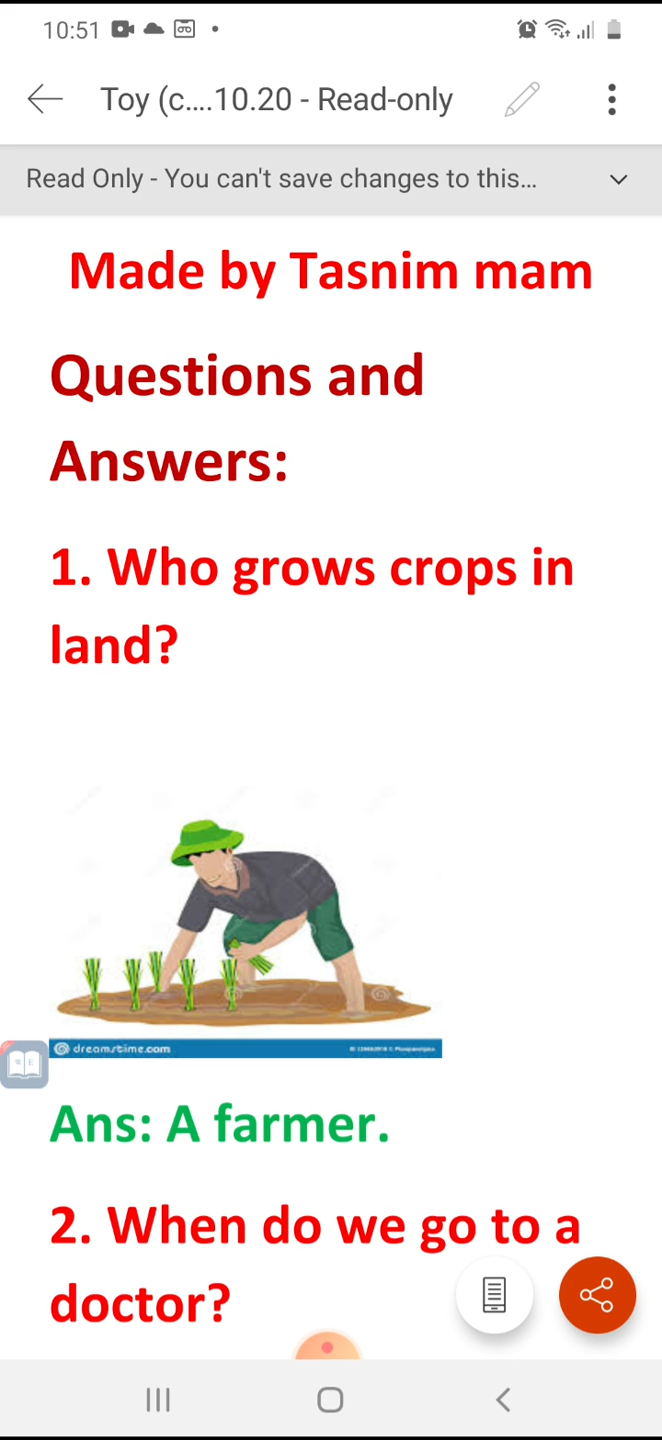 10:51
Toy (c....10.20 - Read-only
Read Only - You can't save changes to this...
Made by Tasnim mam
Questions and
Answers:
1. Who grows crops in
land?
dreamstime.com
Ans: A farmer.
2. When do we go to a
doctor?